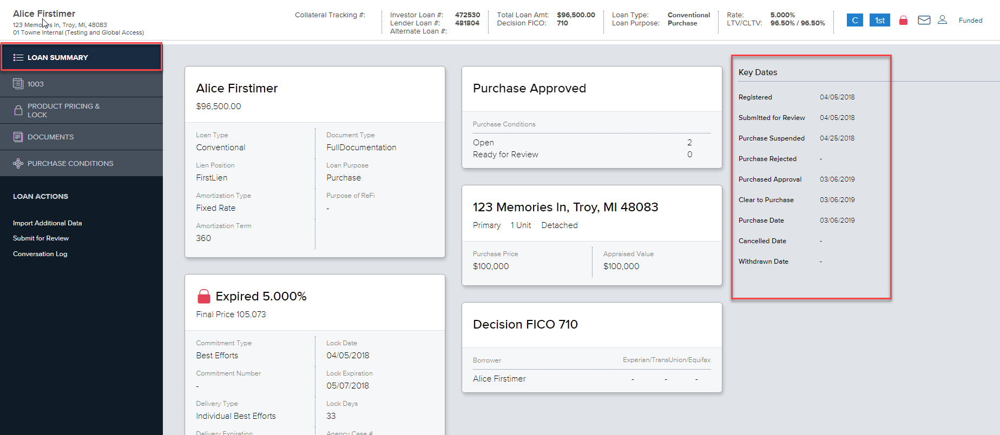 Alice Firstimer
123 Memories ln, Troy, MI, 48083
01 Towne Internal (Testing and Global Access)
Collateral Tracking #:
Investor Loan #: 472530
Lender Loan #: 481804
Alternate Loan #:
Total Loan Amt: $96,500.00
Decision FICO: 710
Loan Type: Conventional
Loan Purpose: Purchase
Rate: 5.000%
LTV/CLTV: 96.50% / 96.50%
C
1st
Funded
LOAN SUMMARY
1003
PRODUCT PRICING &
LOCK
DOCUMENTS
PURCHASE CONDITIONS
LOAN ACTIONS
Import Additional Data
Submit for Review
Conversation Log
Alice Firstimer
$96,500.00
Loan Type
Conventional
Lien Position
FirstLien
Amortization Type
Fixed Rate
Amortization Term
360
Document Type
FullDocumentation
Loan Purpose
Purchase
Purpose of ReFi
-
Expired 5.000%
Final Price 105.073
Commitment Type
Best Efforts
Commitment Number
-
Delivery Type
Individual Best Efforts
Delivery Expiration
Lock Date
04/05/2018
Lock Expiration
05/07/2018
Lock Days
33
Agency Case #
Purchase Approved
Purchase Conditions
Open 2
Ready for Review 0
123 Memories ln, Troy, MI 48083
Primary 1 Unit Detached
Purchase Price
$100,000
Appraised Value
$100,000
Decision FICO 710
Borrower Experian/TransUnion/Equifax
Alice Firstimer - - -
Key Dates
Registered 04/05/2018
Submitted for Review 04/05/2018
Purchase Suspended 04/25/2018
Purchase Rejected -
Purchased Approval 03/06/2019
Clear to Purchase 03/06/2019
Purchase Date 03/06/2019
Cancelled Date -
Withdrawn Date -